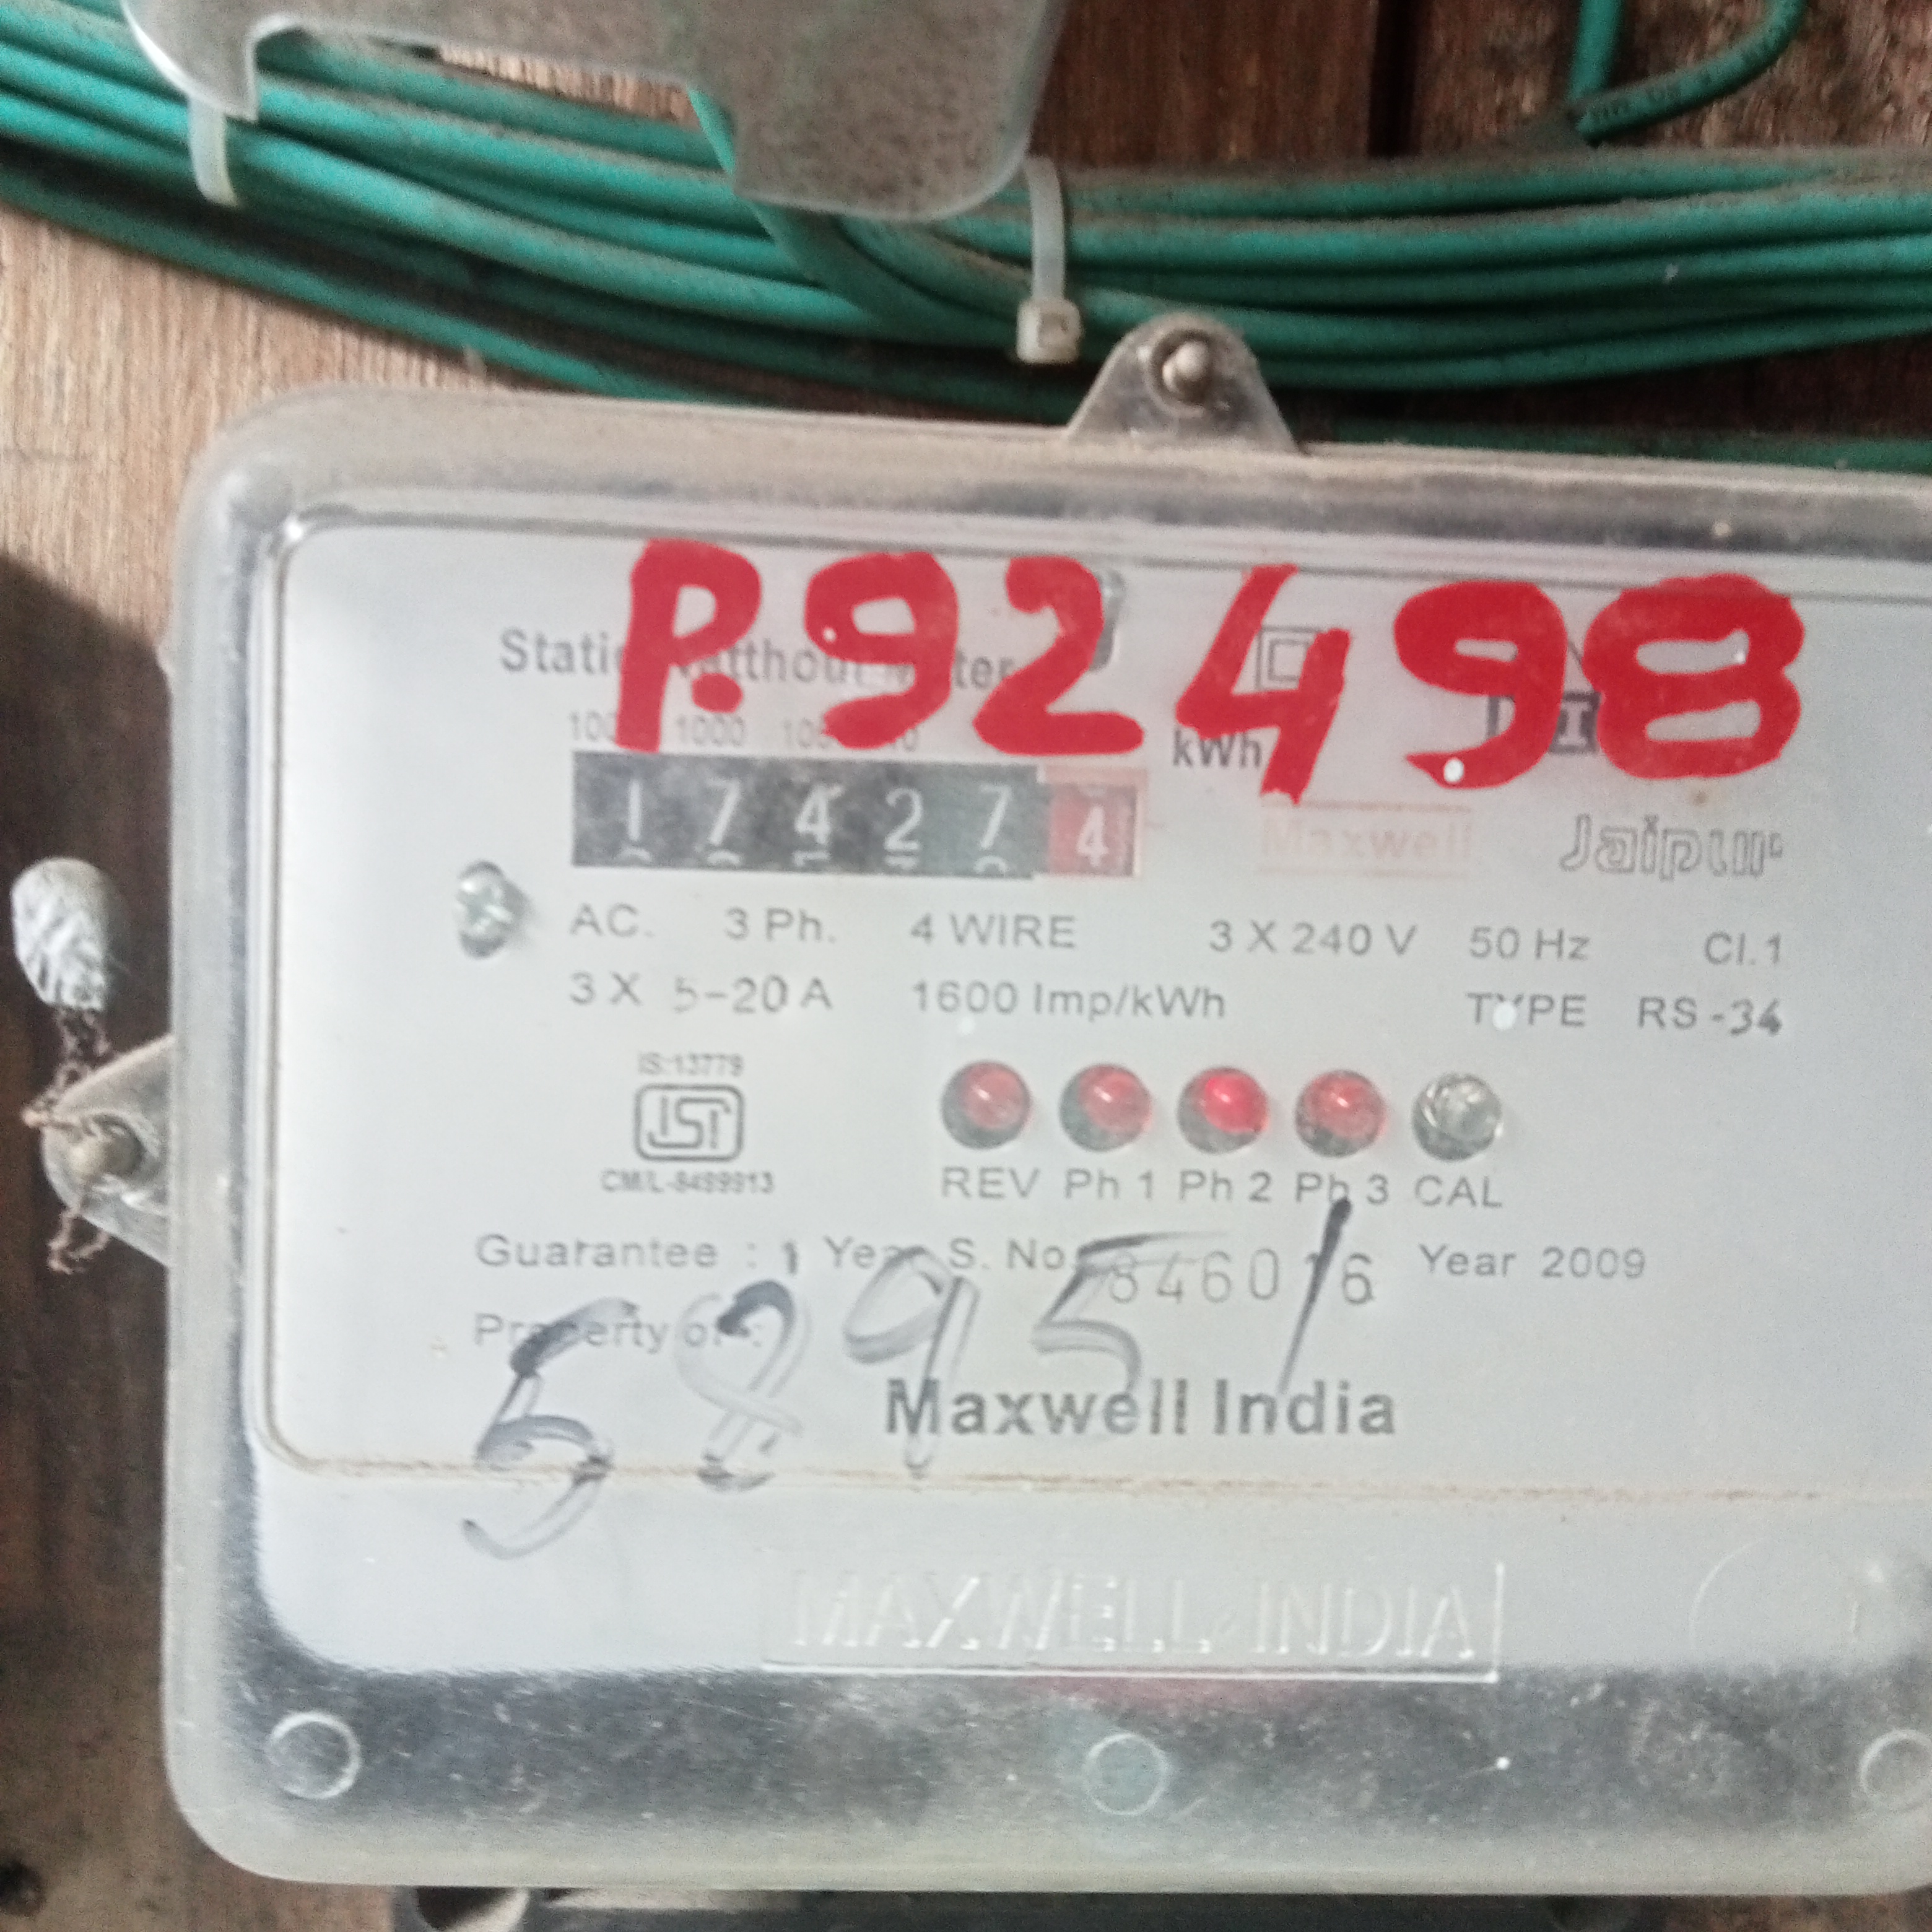 P.92498
1000
kWh
174274
Maxwell
Jaipur
AC. 3 Ph. 4 WIRE 3 X 240 V 50 Hz Cl.1
3 X 5-20 A 1600 Imp/kWh TYPE RS-34
IS:13779
ISI
CM/L-8499913
REV Ph 1 Ph 2 Ph 3 CAL
Guarantee : 1 Year S. No. Year 2009
Property of :
58951
Maxwell India
MAXWELL INDIA